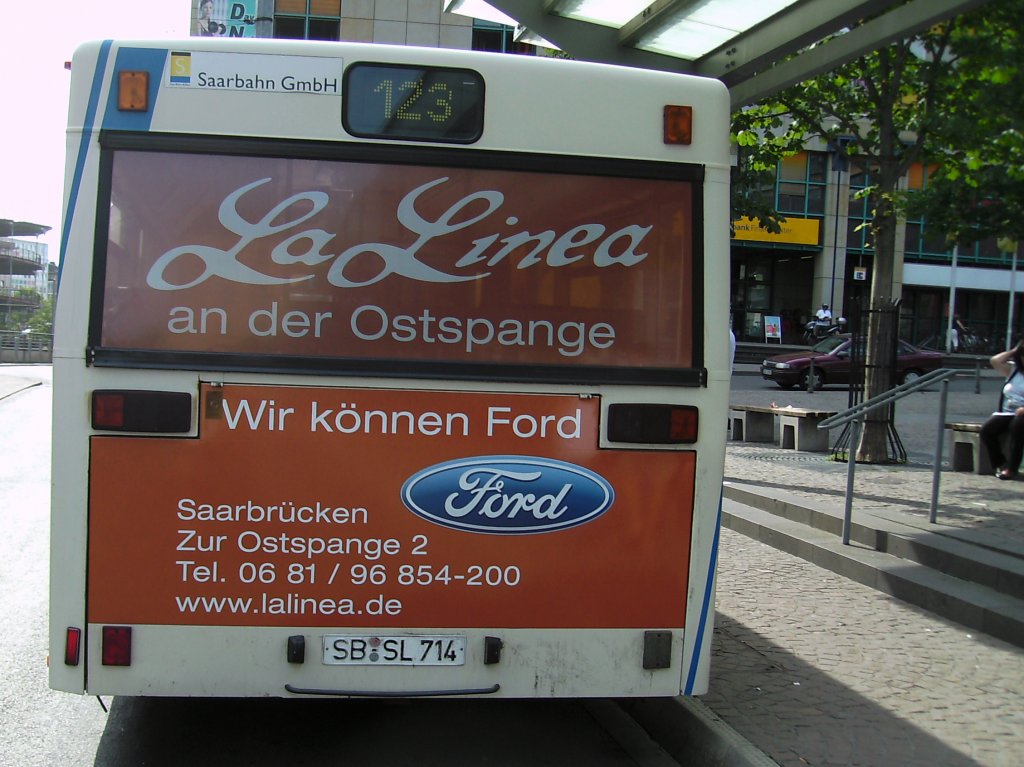 Saarbahn GmbH
123
La Linea
an der Ostspange
Wir können Ford
Ford
Saarbrücken
Zur Ostspange 2
Tel. 06 81 / 96 854-200
www.lalinea.de
SB SL 714